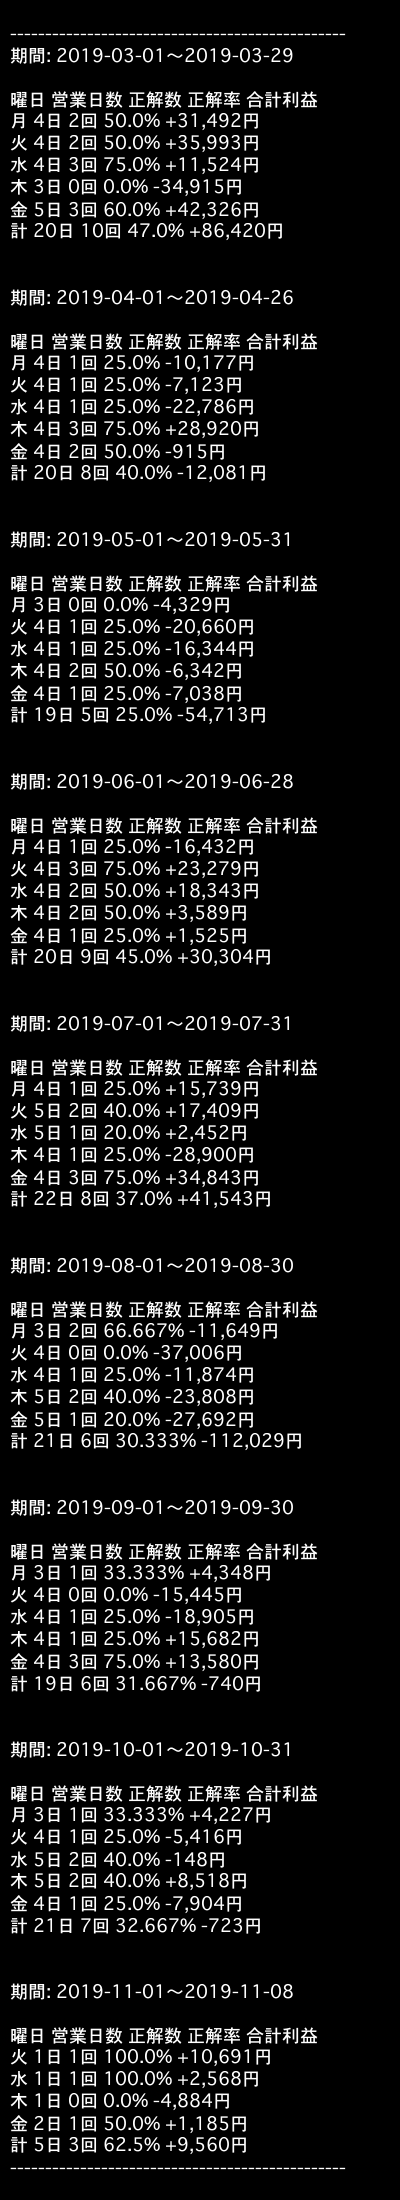 ------------------------------------------------
期間: 2019-03-01〜2019-03-29
曜日 営業日数 正解数 正解率 合計利益
月 4日 2回 50.0% +31,492円
火 4日 2回 50.0% +35,993円
水 4日 3回 75.0% +11,524円
木 3日 0回 0.0% -34,915円
金 5日 3回 60.0% +42,326円
計 20日 10回 47.0% +86,420円
期間: 2019-04-01〜2019-04-26
曜日 営業日数 正解数 正解率 合計利益
月 4日 1回 25.0% -10,177円
火 4日 1回 25.0% -7,123円
水 4日 1回 25.0% -22,786円
木 4日 3回 75.0% +28,920円
金 4日 2回 50.0% -915円
計 20日 8回 40.0% -12,081円
期間: 2019-05-01〜2019-05-31
曜日 営業日数 正解数 正解率 合計利益
月 3日 0回 0.0% -4,329円
火 4日 1回 25.0% -20,660円
水 4日 1回 25.0% -16,344円
木 4日 2回 50.0% -6,342円
金 4日 1回 25.0% -7,038円
計 19日 5回 25.0% -54,713円
期間: 2019-06-01〜2019-06-28
曜日 営業日数 正解数 正解率 合計利益
月 4日 1回 25.0% -16,432円
火 4日 3回 75.0% +23,279円
水 4日 2回 50.0% +18,343円
木 4日 2回 50.0% +3,589円
金 4日 1回 25.0% +1,525円
計 20日 9回 45.0% +30,304円
期間: 2019-07-01〜2019-07-31
曜日 営業日数 正解数 正解率 合計利益
月 4日 1回 25.0% +15,739円
火 5日 2回 40.0% +17,409円
水 5日 1回 20.0% +2,452円
木 4日 1回 25.0% -28,900円
金 4日 3回 75.0% +34,843円
計 22日 8回 37.0% +41,543円
期間: 2019-08-01〜2019-08-30
曜日 営業日数 正解数 正解率 合計利益
月 3日 2回 66.667% -11,649円
火 4日 0回 0.0% -37,006円
水 4日 1回 25.0% -11,874円
木 5日 2回 40.0% -23,808円
金 5日 1回 20.0% -27,692円
計 21日 6回 30.333% -112,029円
期間: 2019-09-01〜2019-09-30
曜日 営業日数 正解数 正解率 合計利益
月 3日 1回 33.333% +4,348円
火 4日 0回 0.0% -15,445円
水 4日 1回 25.0% -18,905円
木 4日 1回 25.0% +15,682円
金 4日 3回 75.0% +13,580円
計 19日 6回 31.667% -740円
期間: 2019-10-01〜2019-10-31
曜日 営業日数 正解数 正解率 合計利益
月 3日 1回 33.333% +4,227円
火 4日 1回 25.0% -5,416円
水 5日 2回 40.0% -148円
木 5日 2回 40.0% +8,518円
金 4日 1回 25.0% -7,904円
計 21日 7回 32.667% -723円
期間: 2019-11-01〜2019-11-08
曜日 営業日数 正解数 正解率 合計利益
火 1日 1回 100.0% +10,691円
水 1日 1回 100.0% +2,568円
木 1日 0回 0.0% -4,884円
金 2日 1回 50.0% +1,185円
計 5日 3回 62.5% +9,560円
------------------------------------------------